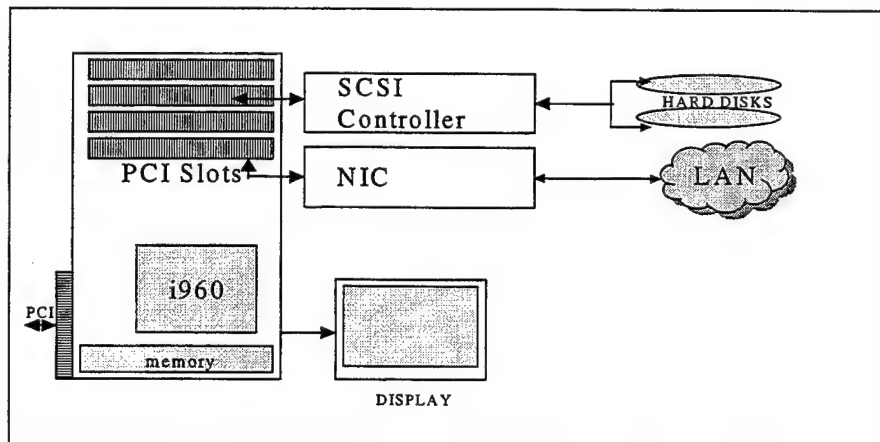 SCSI
Controller
HARD DISKS
PCI Slots
NIC
LAN
i960
PCI
memory
DISPLAY